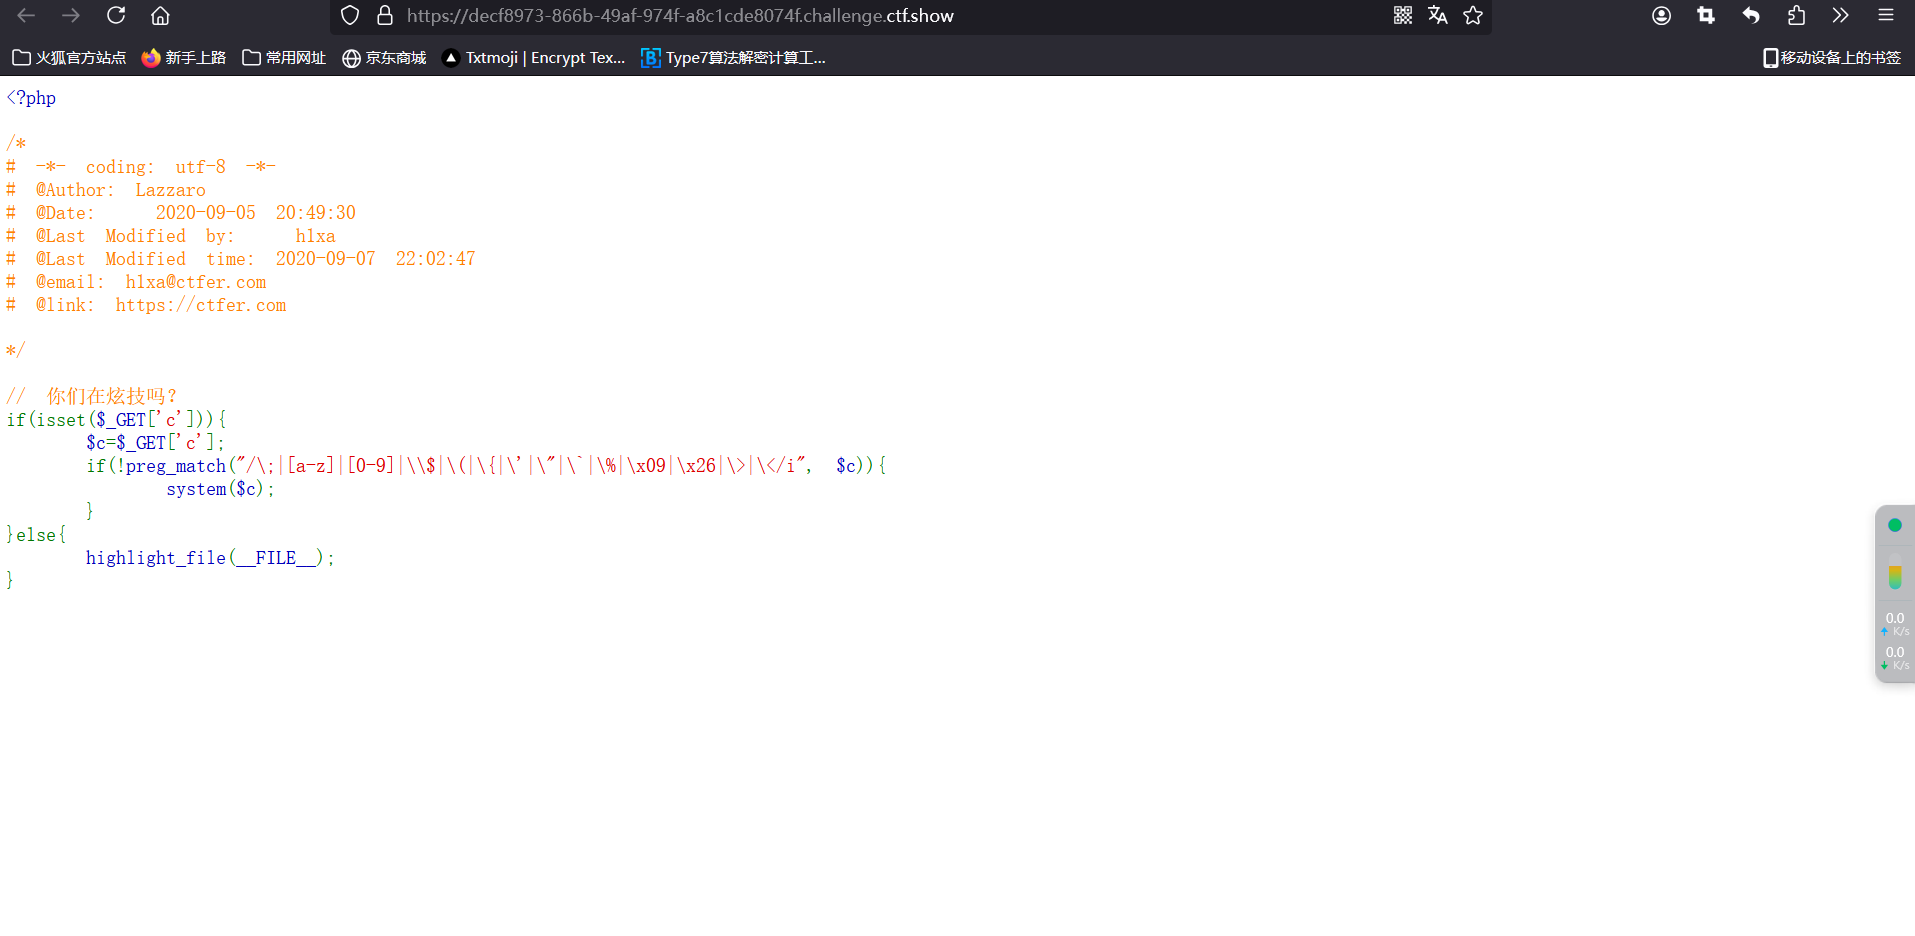 https://decf8973-866b-49af-974f-a8c1cde8074f.challenge.ctf.show
火狐官方站点 新手上路 常用网址 京东商城 Txtmoji | Encrypt Tex... Type7算法解密计算工... 移动设备上的书签
<?php
/*
# -*- coding: utf-8 -*-
# @Author: Lazzaro
# @Date: 2020-09-05 20:49:30
# @Last Modified by: h1xa
# @Last Modified time: 2020-09-07 22:02:47
# @email: h1xa@ctfer.com
# @link: https://ctfer.com
*/
// 你们在炫技吗？
if(isset($_GET['c'])){
$c=$_GET['c'];
if(!preg_match("/\;|[a-z]|[0-9]|\\$|\(|\{|\'|\"|\`|\%|\x09|\x26|\>|\</i", $c)){
system($c);
}
}else{
highlight_file(__FILE__);
}
0.0
K/s
0.0
K/s